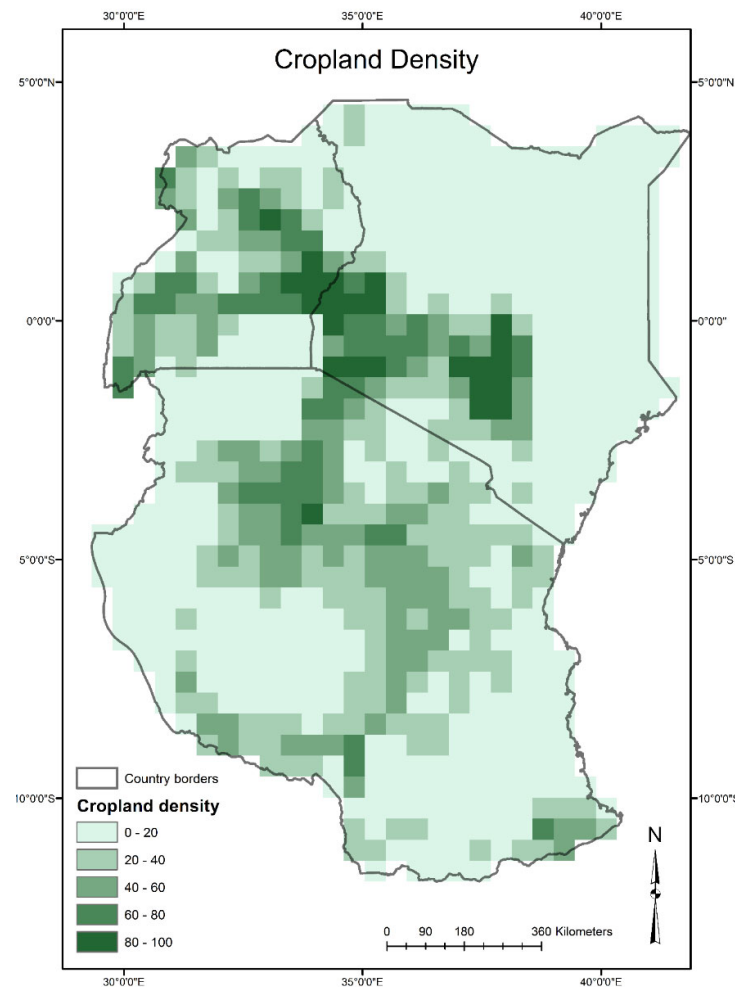 30°0'0"E 35°0'0"E 40°0'0"E
Cropland Density
5°0'0"N 5°0'0"N
0°0'0" 0°0'0"
5°0'0"S 5°0'0"S
Country borders
Cropland density
10°0'0"S 10°0'0"S
0 - 20
20 - 40
40 - 60
60 - 80
80 - 100
N
0 90 180 360 Kilometers
30°0'0"E 35°0'0"E 40°0'0"E